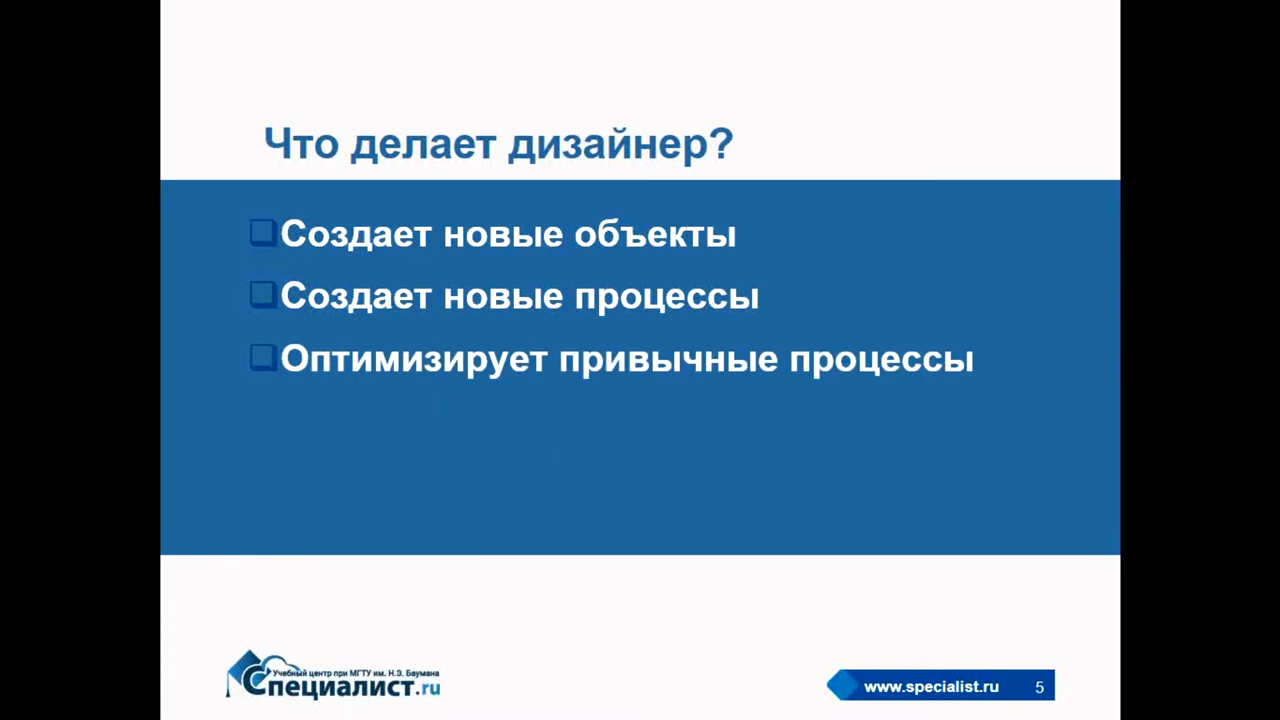 Что делает дизайнер?
Создает новые объекты
Создает новые процессы
Оптимизирует привычные процессы
Учебный центр при МГТУ им. Н.Э. Баумана
Специалист.ru
www.specialist.ru 5